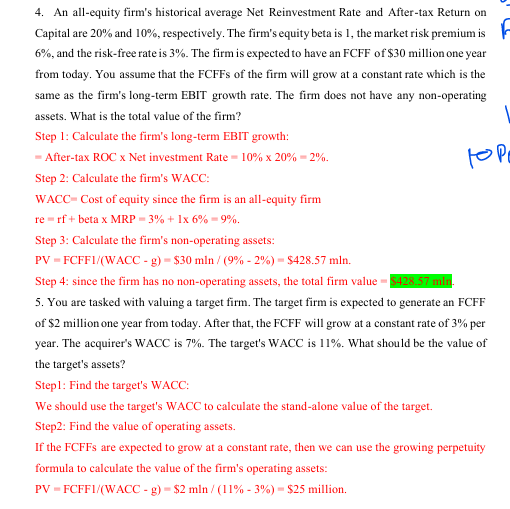 4. An all-equity firm's historical average Net Reinvestment Rate and After-tax Return on
Capital are 20% and 10%, respectively. The firm's equity beta is 1, the market risk premium is
6%, and the risk-free rate is 3%. The firm is expected to have an FCFF of $30 million one year
from today. You assume that the FCFFs of the firm will grow at a constant rate which is the
same as the firm's long-term EBIT growth rate. The firm does not have any non-operating
assets. What is the total value of the firm?
Step 1: Calculate the firm's long-term EBIT growth:
= After-tax ROC x Net investment Rate = 10% x 20% = 2%.
Step 2: Calculate the firm's WACC:
WACC= Cost of equity since the firm is an all-equity firm
re = rf + beta x MRP = 3% + 1x 6% = 9%.
Step 3: Calculate the firm's non-operating assets:
PV = FCFF1/(WACC - g) = $30 mln / (9% - 2%) = $428.57 mln.
Step 4: since the firm has no non-operating assets, the total firm value = $428.57 mln.
5. You are tasked with valuing a target firm. The target firm is expected to generate an FCFF
of $2 million one year from today. After that, the FCFF will grow at a constant rate of 3% per
year. The acquirer's WACC is 7%. The target's WACC is 11%. What should be the value of
the target's assets?
Step1: Find the target's WACC:
We should use the target's WACC to calculate the stand-alone value of the target.
Step2: Find the value of operating assets.
If the FCFFs are expected to grow at a constant rate, then we can use the growing perpetuity
formula to calculate the value of the firm's operating assets:
PV = FCFF1/(WACC - g) = $2 mln / (11% - 3%) = $25 million.